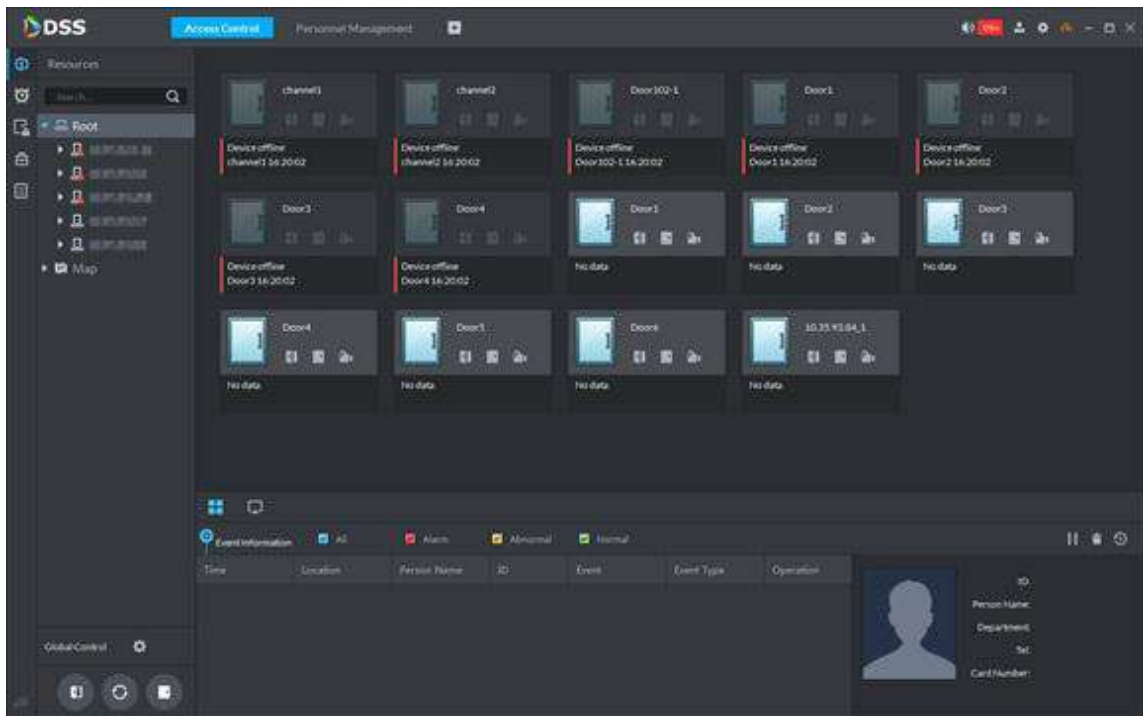 DSS
Access Control
Personnel Management
Resources
Search...
Root
Map
channel1
Device offline
channel1 16:20:02
channel2
Device offline
channel2 16:20:02
Door102-1
Device offline
Door102-1 16:20:02
Door1
Device offline
Door1 16:20:02
Door2
Device offline
Door2 16:20:02
Door3
Device offline
Door3 16:20:02
Door4
Device offline
Door4 16:20:02
Door1
No data
Door2
No data
Door3
No data
Door4
No data
Door5
No data
Door6
No data
No data
Event Information
All
Alarm
Abnormal
Normal
Time
Location
Person Name
ID
Event
Event Type
Operation
ID:
Person Name:
Department:
Tel:
Card Number:
Global Control